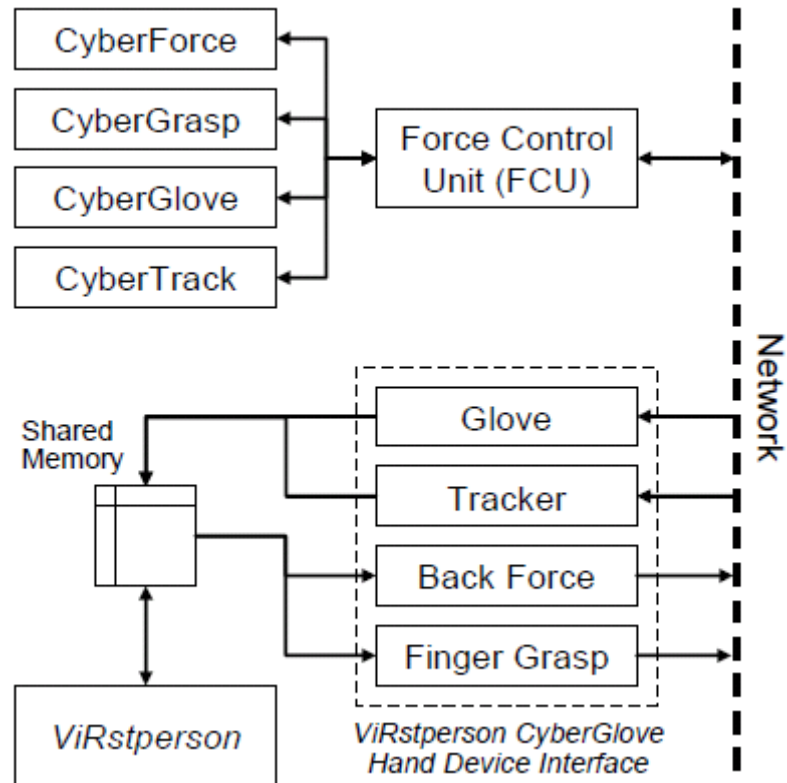 CyberForce
CyberGrasp
CyberGlove
CyberTrack
Force Control
Unit (FCU)
Network
Glove
Tracker
Back Force
Finger Grasp
Shared
Memory
ViRstperson
ViRstperson CyberGlove
Hand Device Interface